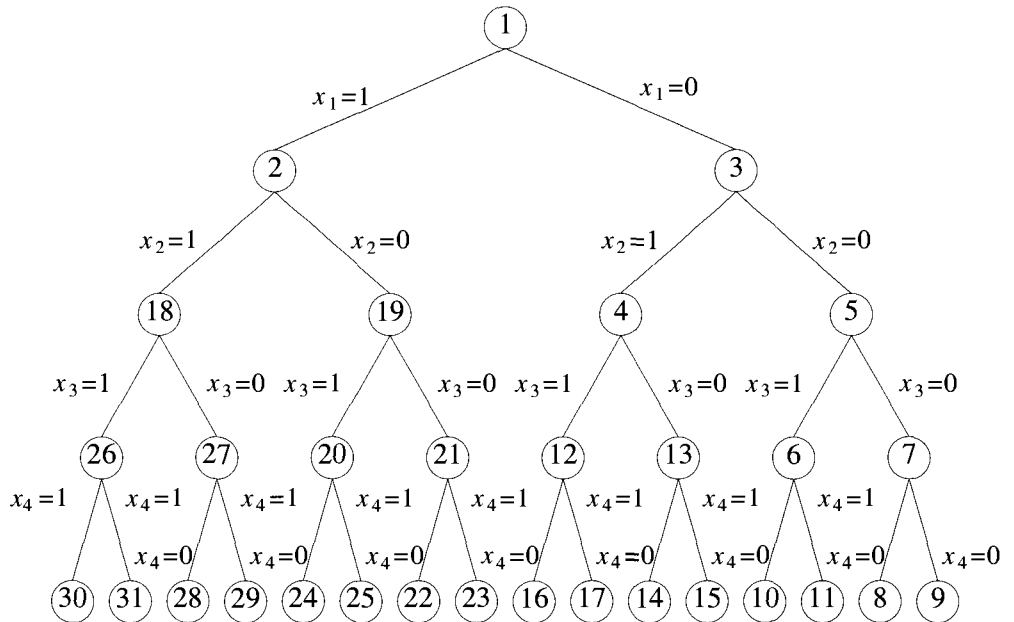 1
x1=1 x1=0
2 3
x2=1 x2=0 x2=1 x2=0
18 19 4 5
x3=1 x3=0 x3=1 x3=0 x3=1 x3=0 x3=1 x3=0
26 27 20 21 12 13 6 7
x4=1 x4=1 x4=1 x4=1 x4=1 x4=1 x4=1 x4=1
x4=0 x4=0 x4=0 x4=0 x4=0 x4=0 x4=0 x4=0
30 31 28 29 24 25 22 23 16 17 14 15 10 11 8 9